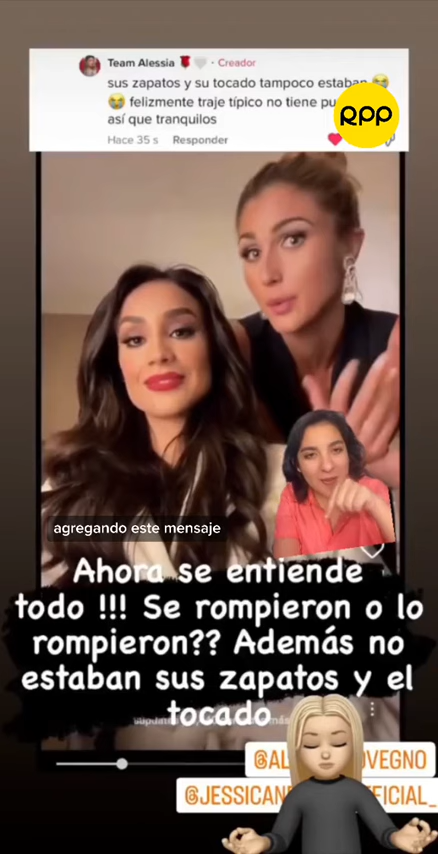 Team Alessia 🌹🤍 · Creador
sus zapatos y su tocado tampoco estaban 😭
😭 felizmente traje típico no tiene
así que tranquilos
Hace 35 s Responder
RPP
agregando este mensaje
Ahora se entiende
todo !!! Se rompieron o lo
rompieron?? Además no
estaban sus zapatos y el
tocado